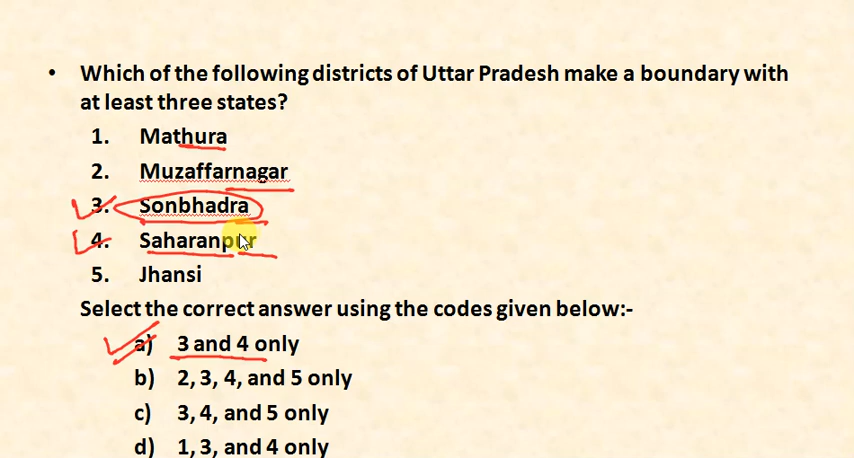 • Which of the following districts of Uttar Pradesh make a boundary with
at least three states?
1. Mathura
2. Muzaffarnagar
3. Sonbhadra
4. Saharanpur
5. Jhansi
Select the correct answer using the codes given below:-
a) 3 and 4 only
b) 2, 3, 4, and 5 only
c) 3, 4, and 5 only
d) 1, 3, and 4 only